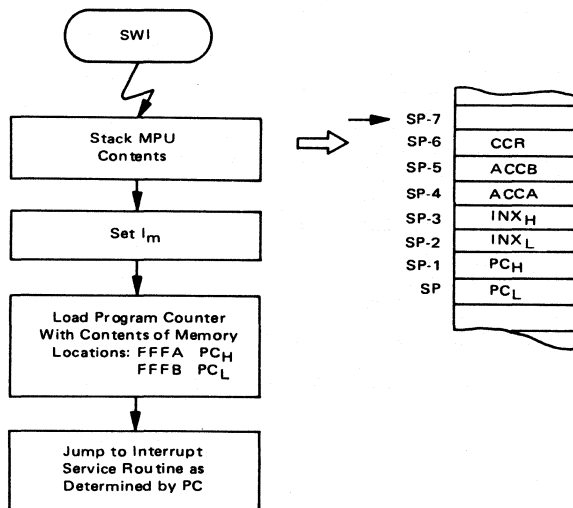 SWI
Stack MPU
Contents
Set Im
Load Program Counter
With Contents of Memory
Locations: FFFA PCH
FFFB PCL
Jump to Interrupt
Service Routine as
Determined by PC
SP-7
SP-6 CCR
SP-5 ACCB
SP-4 ACCA
SP-3 INXH
SP-2 INXL
SP-1 PCH
SP PCL